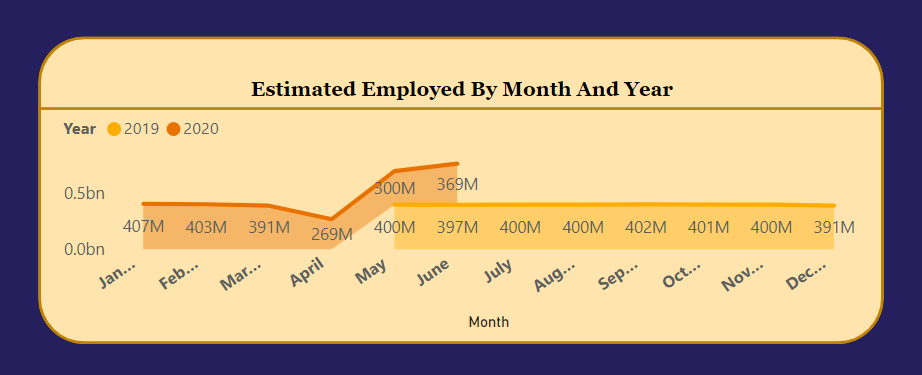 Estimated Employed By Month And Year
Year 2019 2020
0.5bn
0.0bn
300M 369M
407M 403M 391M 269M 400M 397M 400M 400M 402M 401M 400M 391M
Jan... Feb... Mar... April May June July Aug... Sep... Oct... Nov... Dec...
Month